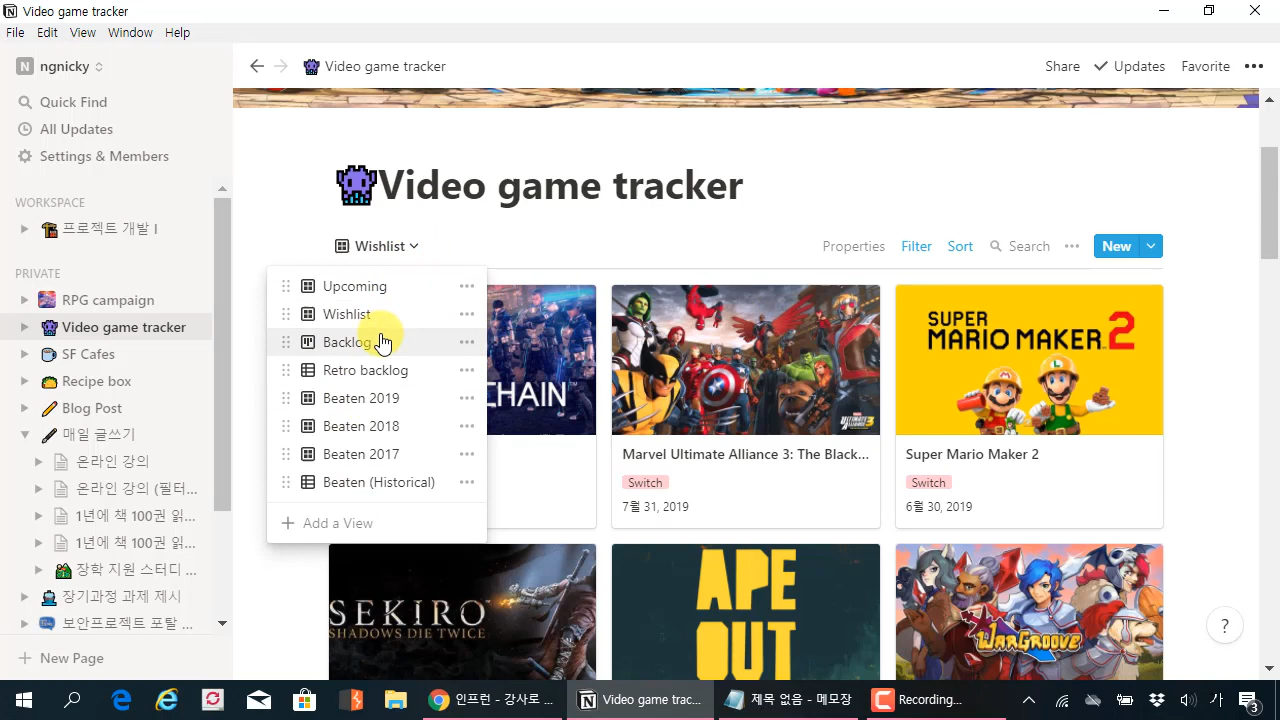 Video game tracker
File Edit View Window Help
N ngnicky
Quick Find
All Updates
Settings & Members
WORKSPACE
프로젝트 개발 I
PRIVATE
RPG campaign
Video game tracker
SF Cafes
Recipe box
Blog Post
매일 글쓰기
온라인 강의
온라인 강의 (필터...
1년에 책 100권 읽...
1년에 책 100권 읽...
장학 지원 스터디 ...
장기과정 과제 제시
보안프로젝트 포탈 ...
New Page
Video game tracker
Share Updates Favorite
Video game tracker
Wishlist
Properties Filter Sort Search New
Upcoming
Wishlist
Backlog
Retro backlog
Beaten 2019
Beaten 2018
Beaten 2017
Beaten (Historical)
Add a View
CHAIN™
ULTIMATE ALLIANCE 3
Marvel Ultimate Alliance 3: The Black...
Switch
7월 31, 2019
SUPER MARIO MAKER 2
Super Mario Maker 2
Switch
6월 30, 2019
SEKIRO™
SHADOWS DIE TWICE
APE
OUT
WARGROOVE
?
인프런 - 강사로 ...
Video game trac...
제목 없음 - 메모장
Recording...
가
3